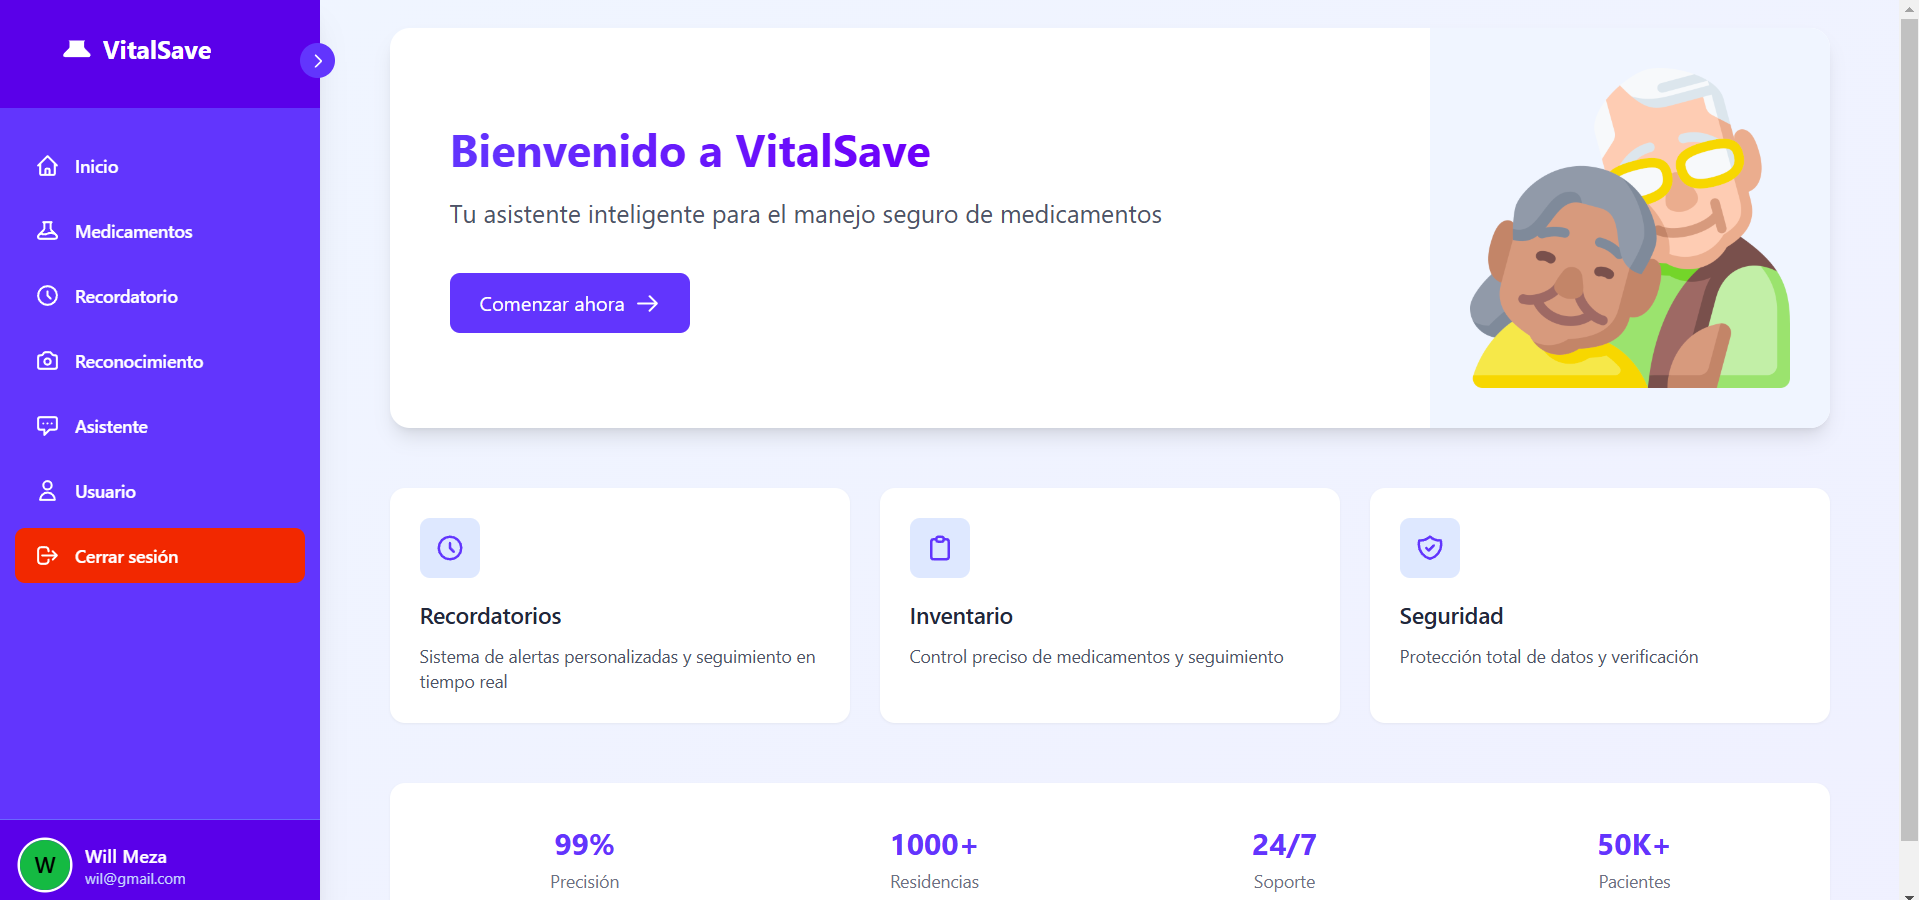 VitalSave
Inicio
Medicamentos
Recordatorio
Reconocimiento
Asistente
Usuario
Cerrar sesión
W
Will Meza
wil@gmail.com
Bienvenido a VitalSave
Tu asistente inteligente para el manejo seguro de medicamentos
Comenzar ahora
Recordatorios
Sistema de alertas personalizadas y seguimiento en
tiempo real
Inventario
Control preciso de medicamentos y seguimiento
Seguridad
Protección total de datos y verificación
99%
Precisión
1000+
Residencias
24/7
Soporte
50K+
Pacientes